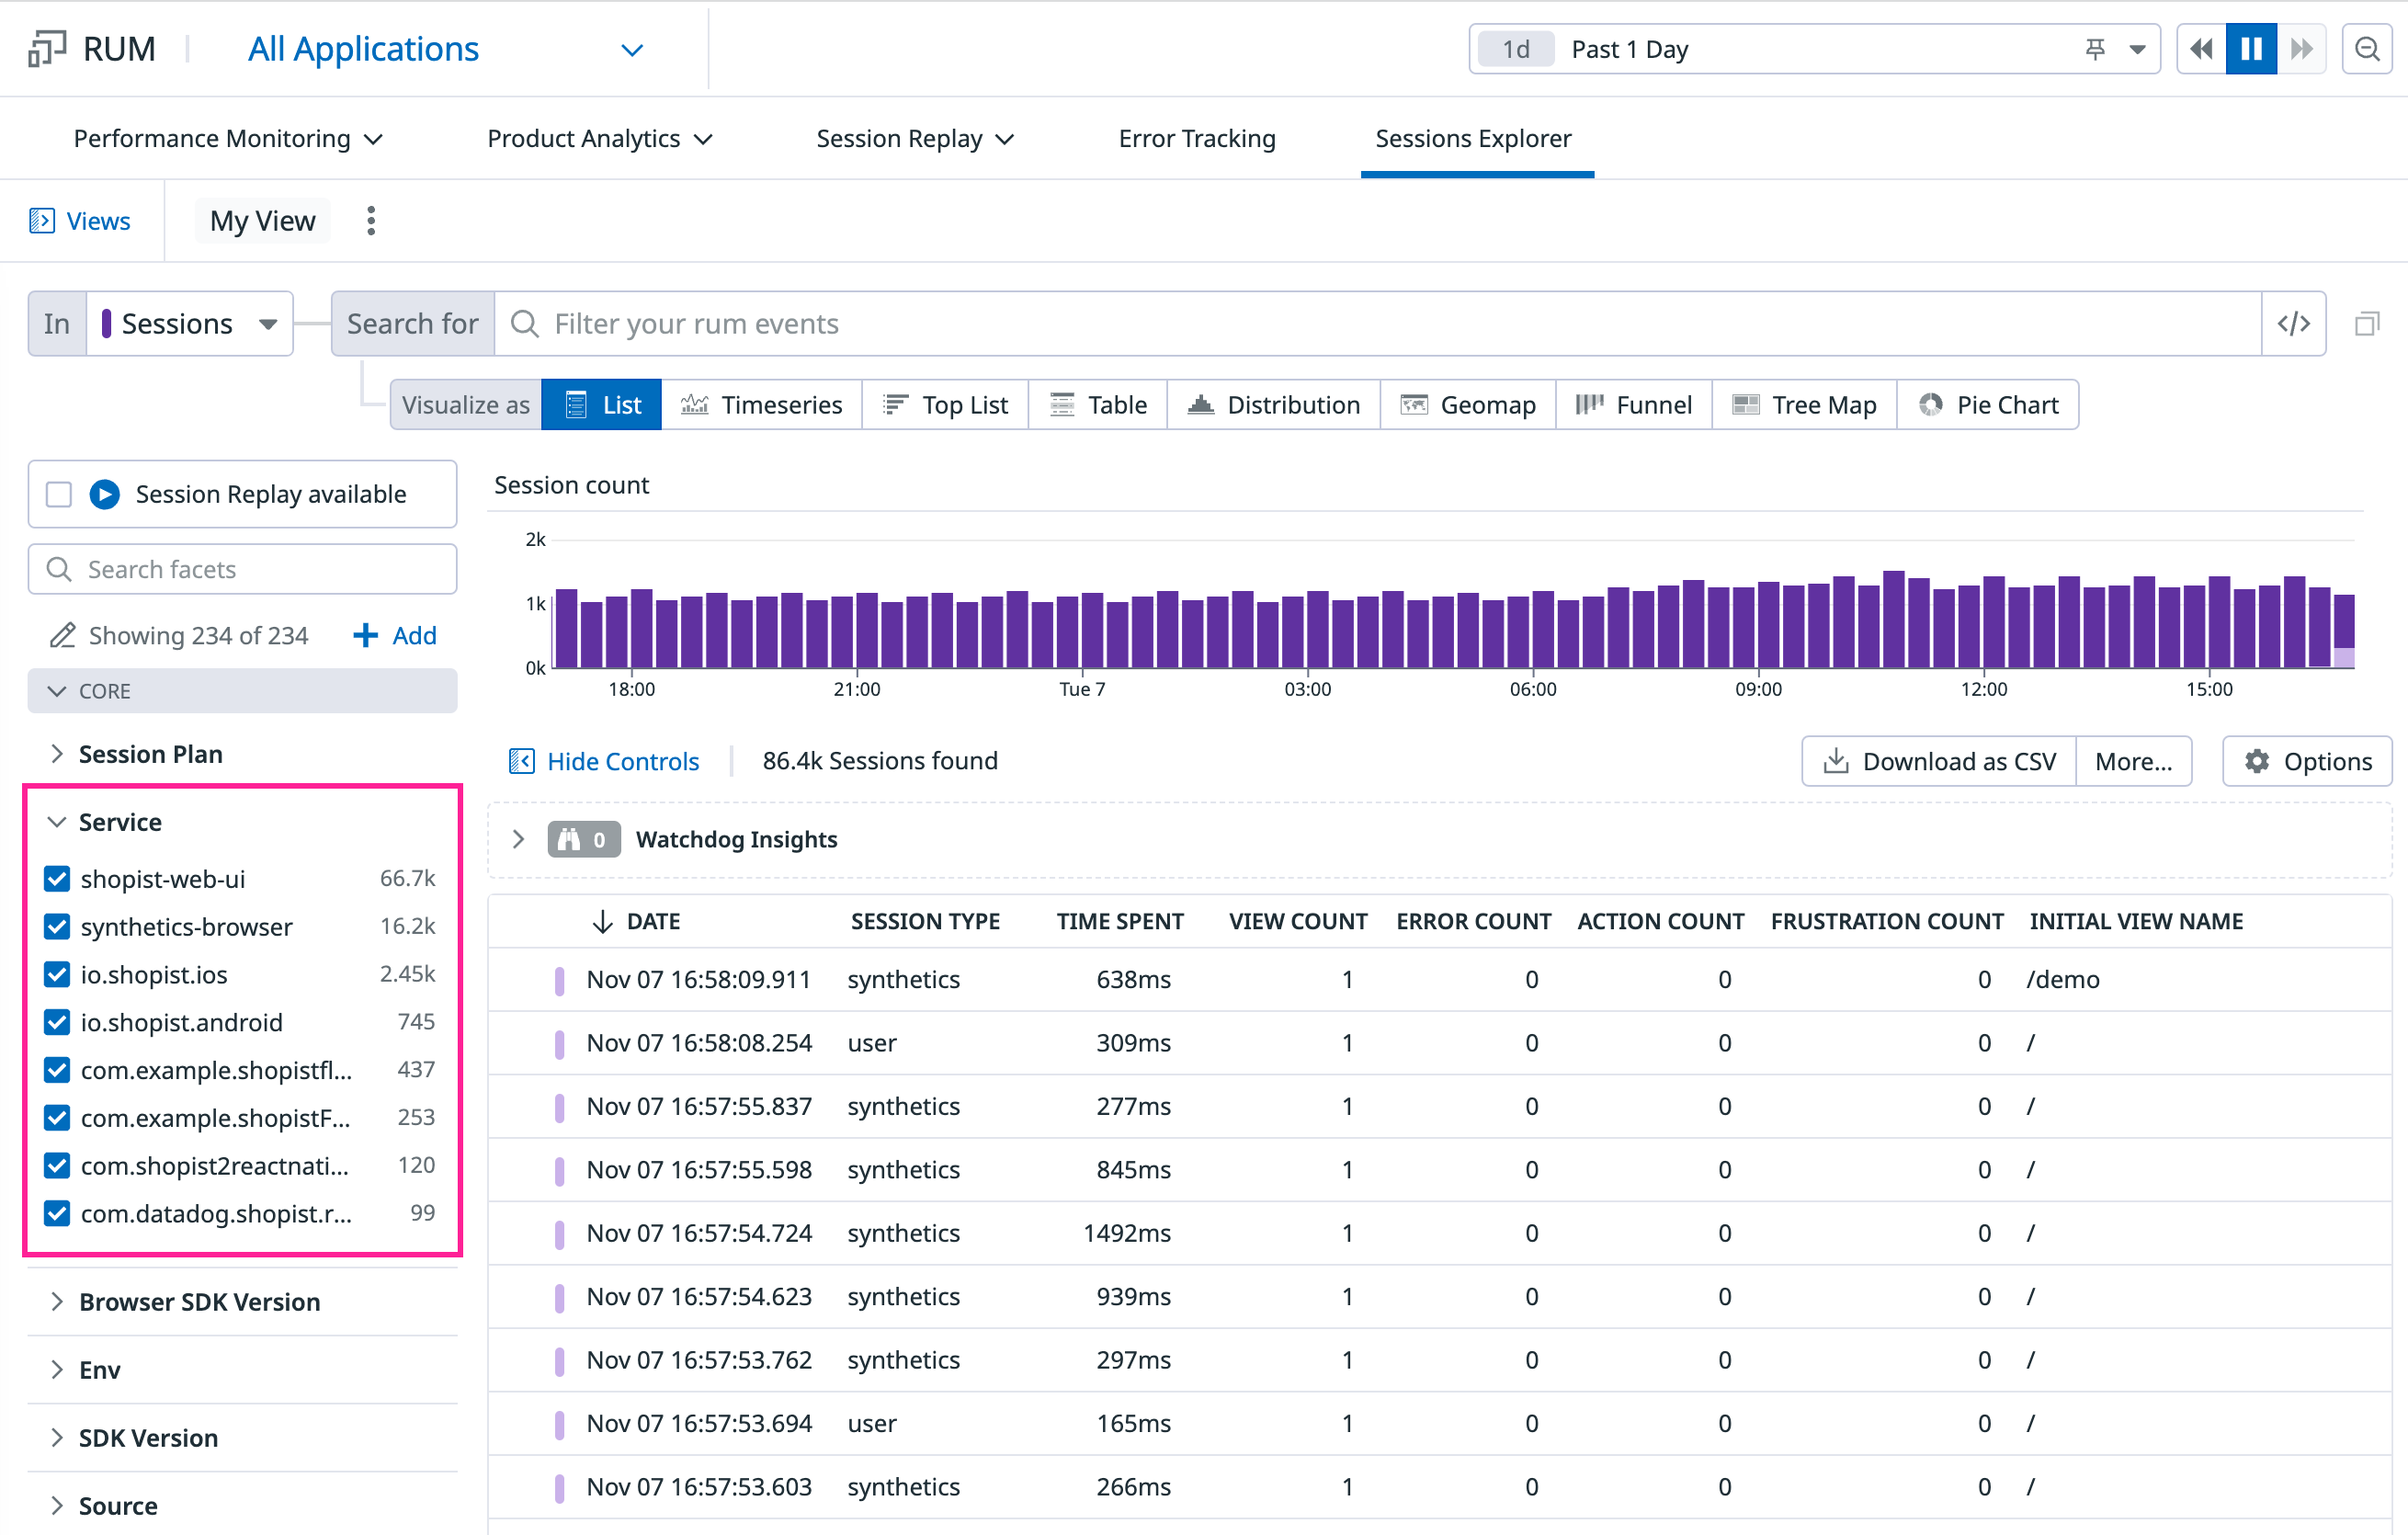 RUM All Applications 1d Past 1 Day
Performance Monitoring Product Analytics Session Replay Error Tracking Sessions Explorer
Views My View
In Sessions Search for Filter your rum events </>
Visualize as List Timeseries Top List Table Distribution Geomap Funnel Tree Map Pie Chart
Session Replay available
Search facets
Showing 234 of 234 + Add
CORE
Session Plan
Service
shopist-web-ui 66.7k
synthetics-browser 16.2k
io.shopist.ios 2.45k
io.shopist.android 745
com.example.shopistfl... 437
com.example.shopistF... 253
com.shopist2reactnati... 120
com.datadog.shopist.r... 99
Browser SDK Version
Env
SDK Version
Source
Session count
2k
1k
0k
18:00 21:00 Tue 7 03:00 06:00 09:00 12:00 15:00
Hide Controls 86.4k Sessions found Download as CSV More... Options
0 Watchdog Insights
DATE SESSION TYPE TIME SPENT VIEW COUNT ERROR COUNT ACTION COUNT FRUSTRATION COUNT INITIAL VIEW NAME
Nov 07 16:58:09.911 synthetics 638ms 1 0 0 0 /demo
Nov 07 16:58:08.254 user 309ms 1 0 0 0 /
Nov 07 16:57:55.837 synthetics 277ms 1 0 0 0 /
Nov 07 16:57:55.598 synthetics 845ms 1 0 0 0 /
Nov 07 16:57:54.724 synthetics 1492ms 1 0 0 0 /
Nov 07 16:57:54.623 synthetics 939ms 1 0 0 0 /
Nov 07 16:57:53.762 synthetics 297ms 1 0 0 0 /
Nov 07 16:57:53.694 user 165ms 1 0 0 0 /
Nov 07 16:57:53.603 synthetics 266ms 1 0 0 0 /